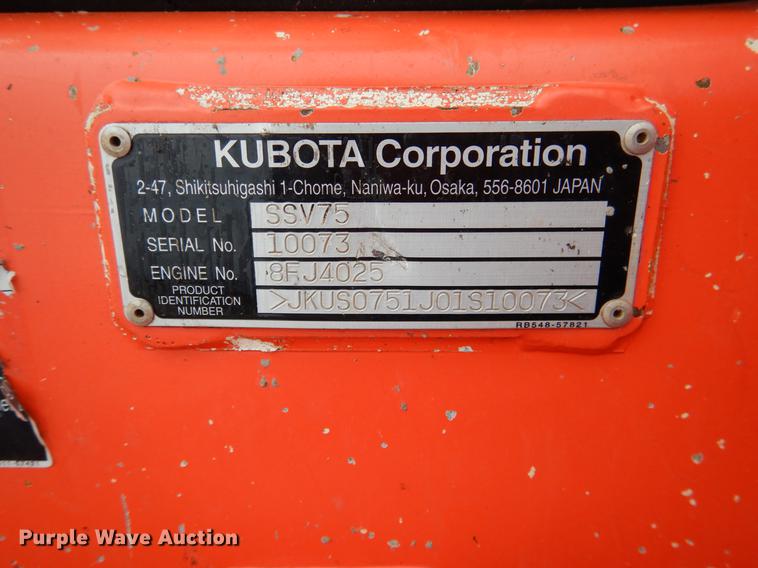 KUBOTA Corporation
2-47, Shikitsuhigashi 1-Chome, Naniwa-ku, Osaka, 556-8601 JAPAN
MODEL SSV75
SERIAL No. 10073
ENGINE No. 8FJ4025
PRODUCT IDENTIFICATION NUMBER >JKUS0751J01S10073<
RB548-57821
Purple Wave Auction